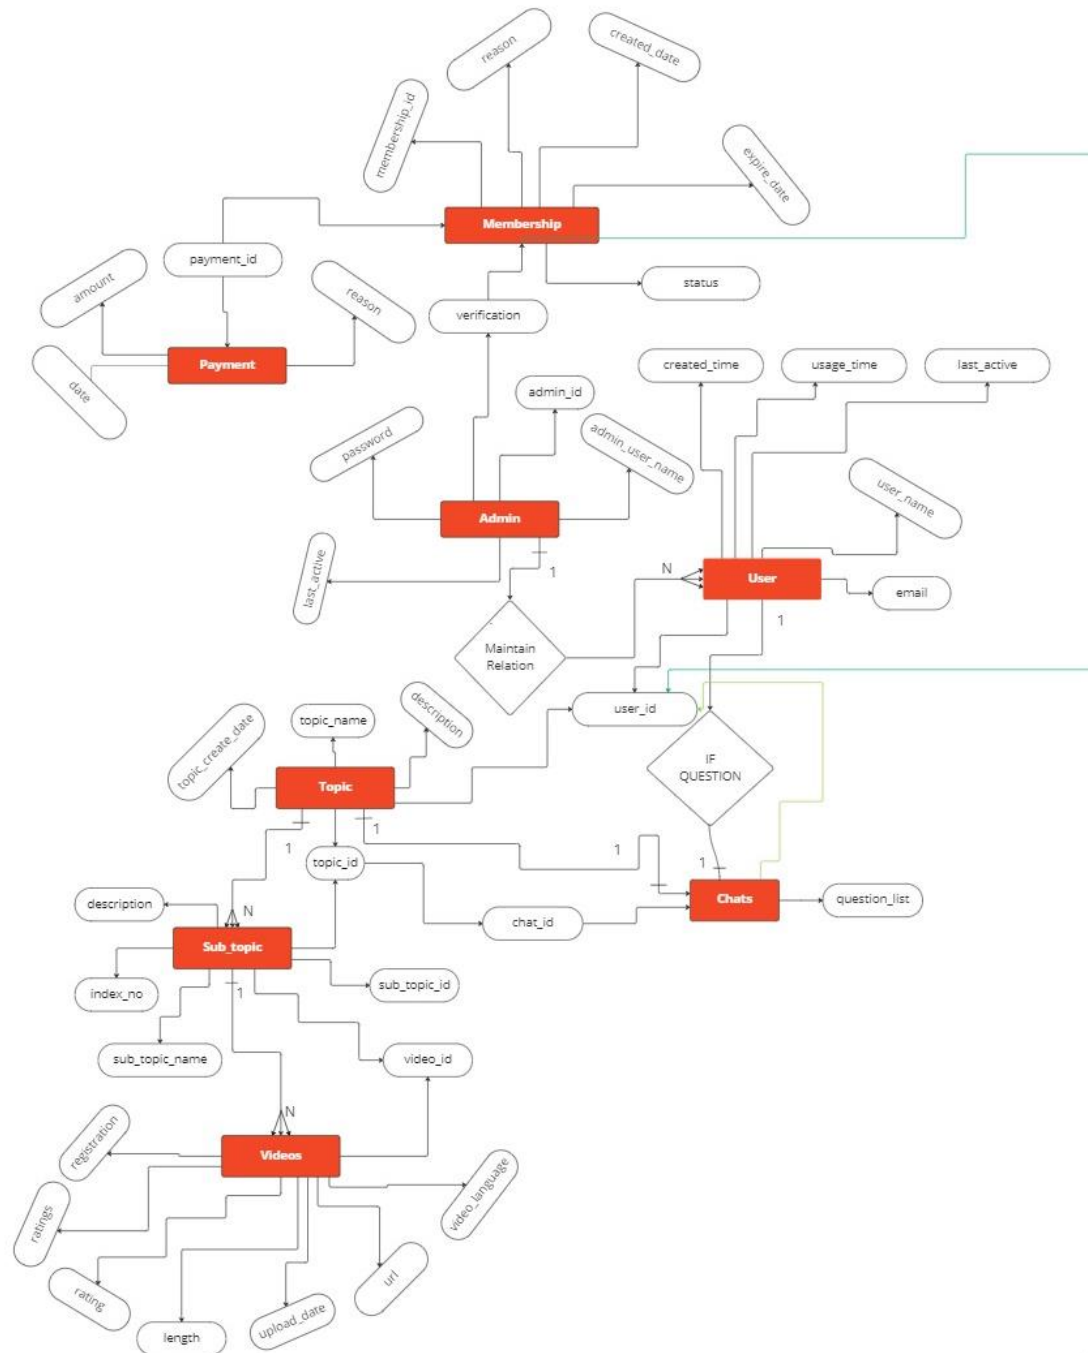 reason
created_date
membership_id
expire_date
Membership
payment_id
status
amount
reason
verification
Payment
date
created_time
usage_time
last_active
admin_id
password
admin_user_name
user_name
Admin
1
last_active
N
User
email
1
Maintain
Relation
user_id
description
topic_name
topic_create_date
IF
QUESTION
Topic
1
1
1
1
topic_id
Chats
question_list
description
N
chat_id
Sub_topic
index_no
1
sub_topic_id
sub_topic_name
video_id
N
registration
Videos
video_language
ratings
rating
url
upload_date
length